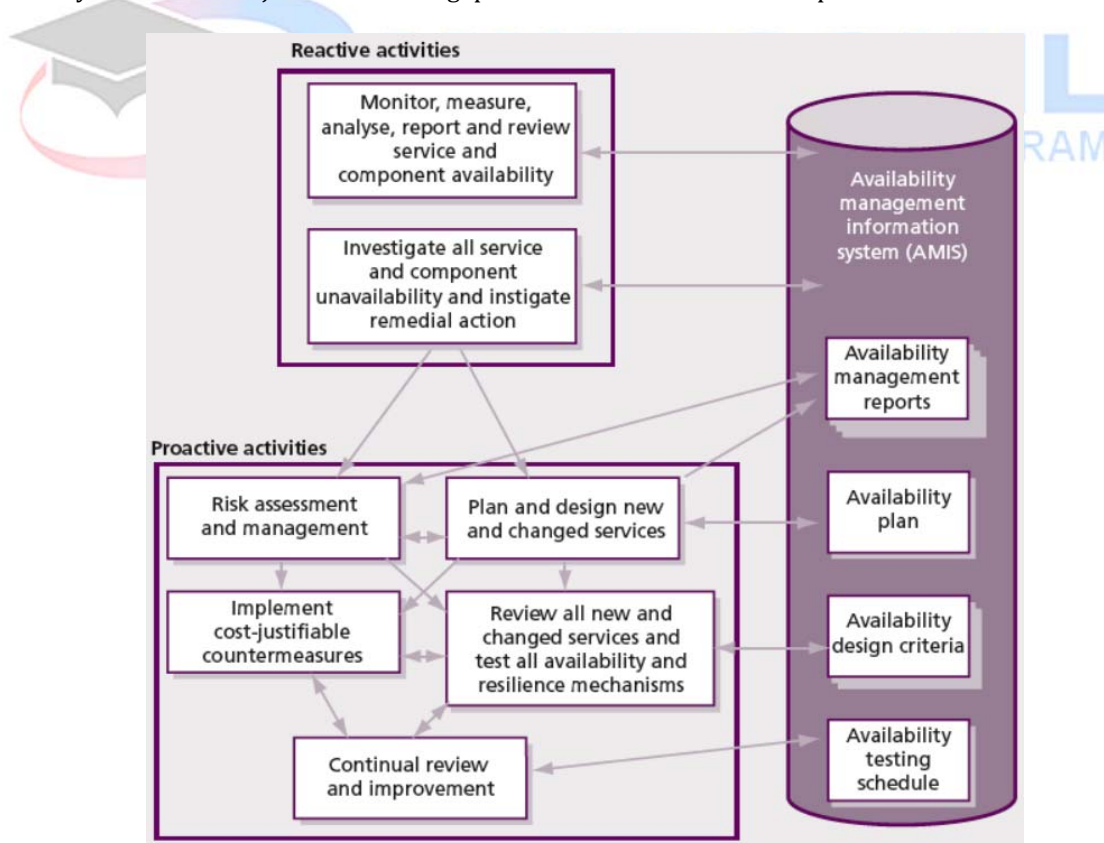 Reactive activities
Monitor, measure,
analyse, report and review
service and
component availability
Investigate all service
and component
unavailability and instigate
remedial action
Proactive activities
Risk assessment
and management
Plan and design new
and changed services
Implement
cost-justifiable
countermeasures
Review all new and
changed services and
test all availability and
resilience mechanisms
Continual review
and improvement
Availability
management
information
system (AMIS)
Availability
management
reports
Availability
plan
Availability
design criteria
Availability
testing
schedule
L
RAM